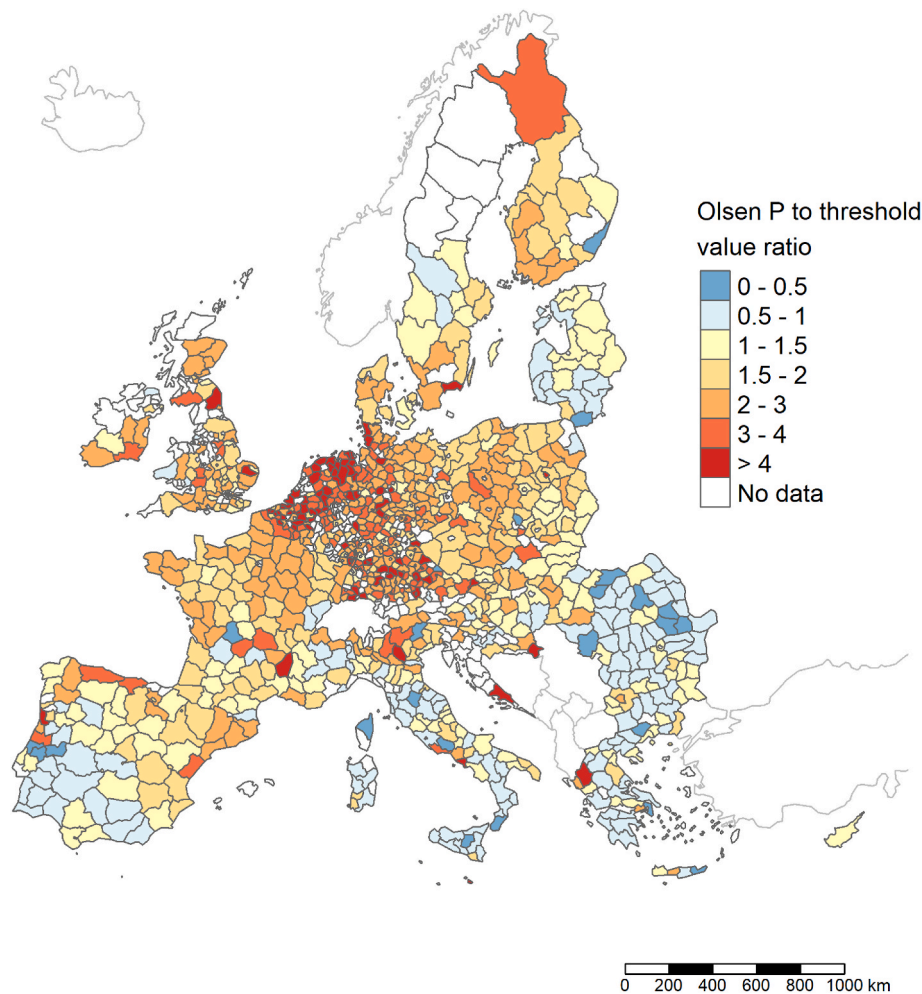 Olsen P to threshold
value ratio
0 - 0.5
0.5 - 1
1 - 1.5
1.5 - 2
2 - 3
3 - 4
> 4
No data
0 200 400 600 800 1000 km